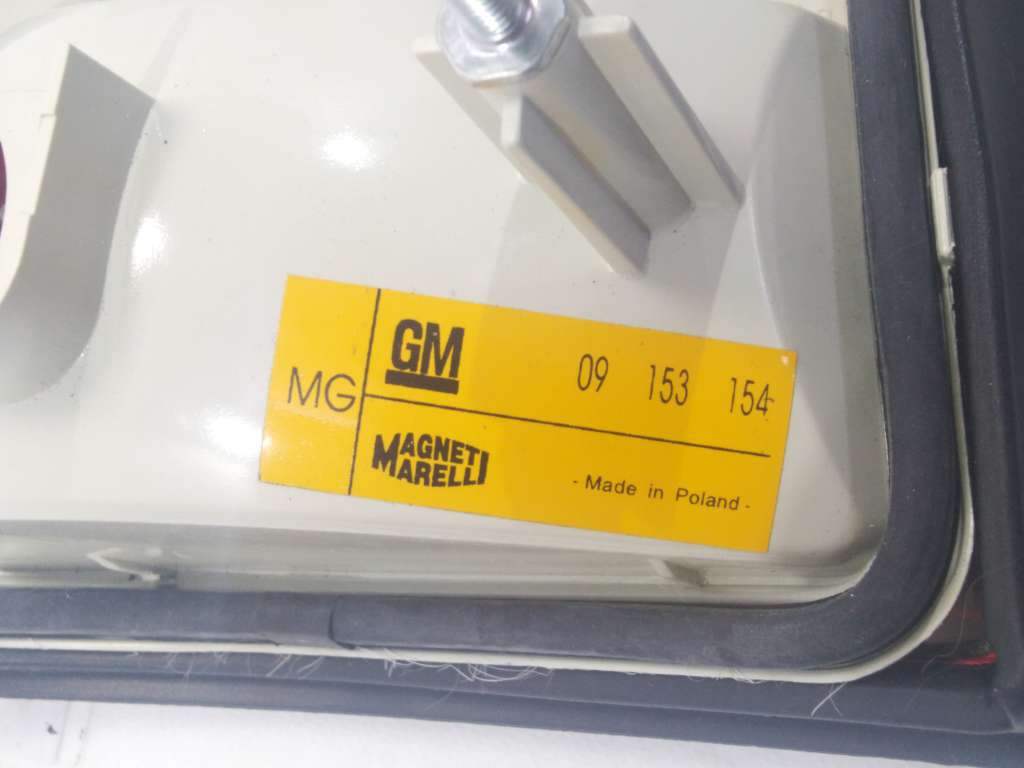 MG
GM 09 153 154
MAGNETI MARELLI
- Made in Poland -